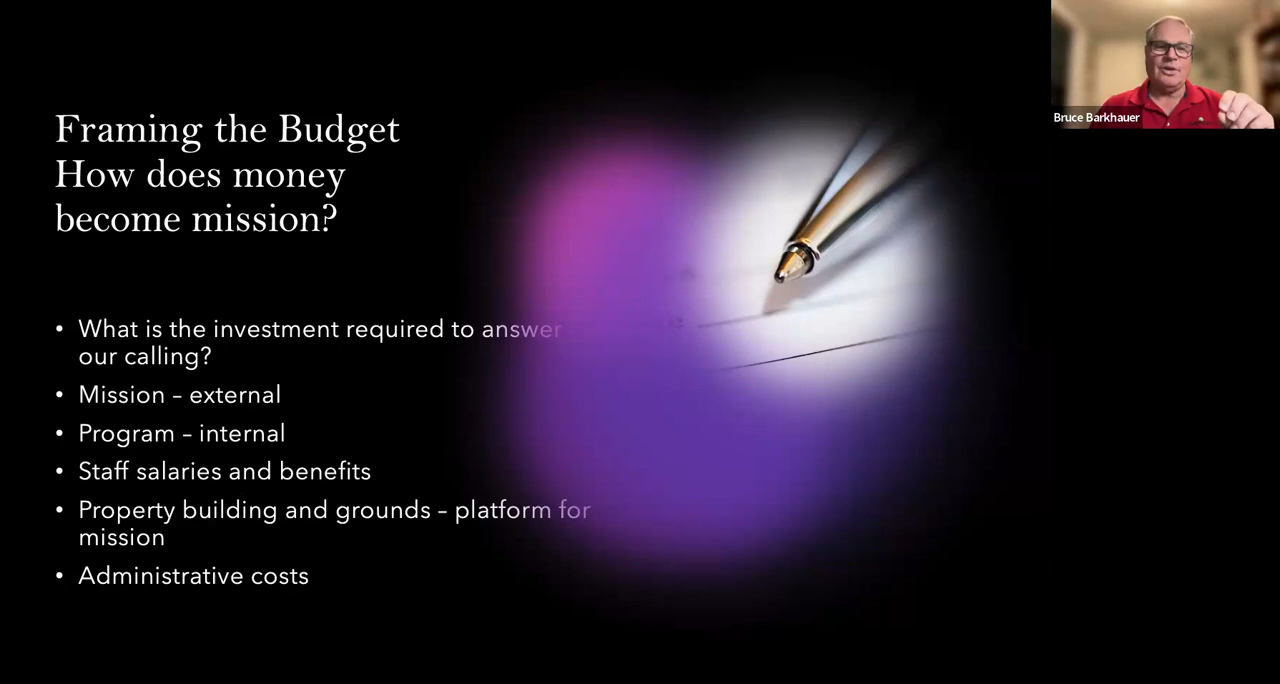 Framing the Budget
How does money
become mission?
• What is the investment required to answer
our calling?
• Mission – external
• Program – internal
• Staff salaries and benefits
• Property building and grounds – platform for
mission
• Administrative costs
Bruce Barkhauer